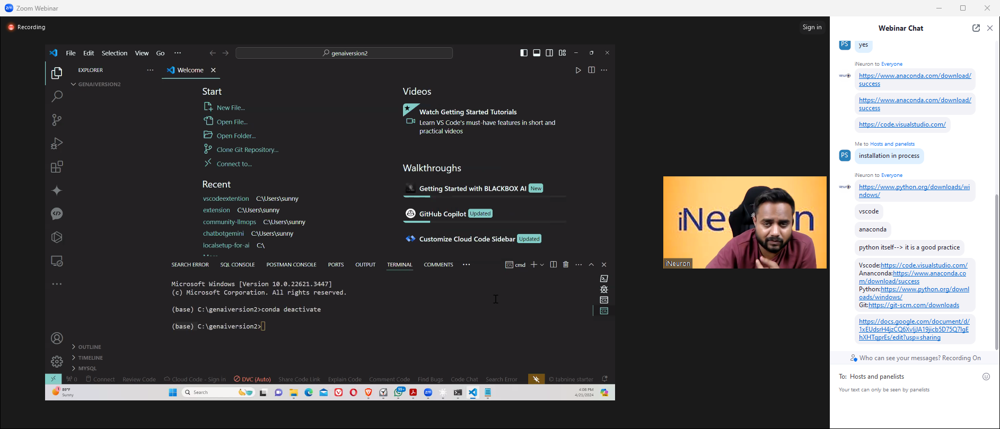 Zoom Webinar
Recording
Sign in
File Edit Selection View Go ···
genaiversion2
EXPLORER ···
GENAIVERSION2
Welcome
Start
New File...
Open File...
Open Folder...
Clone Git Repository...
Connect to...
Recent
vscodeextention C:\Users\sunny
extension C:\Users\sunny
community-llmops C:\Users\sunny
chatbotgemini C:\Users\sunny
localsetup-for-ai C:\
Videos
Watch Getting Started Tutorials
Learn VS Code's must-have features in short and
practical videos
Walkthroughs
Getting Started with BLACKBOX AI New
GitHub Copilot Updated
Customize Cloud Code Sidebar Updated
SEARCH ERROR SQL CONSOLE POSTMAN CONSOLE PORTS OUTPUT TERMINAL COMMENTS ···
cmd
Microsoft Windows [Version 10.0.22621.3447]
(c) Microsoft Corporation. All rights reserved.
(base) C:\genaiversion2>conda deactivate
(base) C:\genaiversion2>
OUTLINE
TIMELINE
MYSQL
0 Connect Review Code Cloud Code - Sign in DVC (Auto) Share Code Link Explain Code Comment Code Find Bugs Code Chat Search Error tabnine starter
1
89°F
Sunny
Search
99+
4:08 PM
4/21/2024
iNeuron
iNeuron
Webinar Chat
PS
yes
iNeuron to Everyone
https://www.anaconda.com/download/
success
https://www.anaconda.com/download/
success
https://code.visualstudio.com/
Me to Hosts and panelists
PS
installation in process
iNeuron to Everyone
https://www.python.org/downloads/wi
ndows/
vscode
anaconda
python itself--> it is a good practice
Vscode:https://code.visualstudio.com/
Ananconda:https://www.anaconda.co
m/download/success
Python:https://www.python.org/downl
oads/windows/
Git:https://git-scm.com/downloads
https://docs.google.com/document/d/
1xEUdsrH4jzCQ6XvIjJA19jicb5D75Q7IgE
hXHTqprEs/edit?usp=sharing
Who can see your messages? Recording On
To: Hosts and panelists
Your text can only be seen by panelists